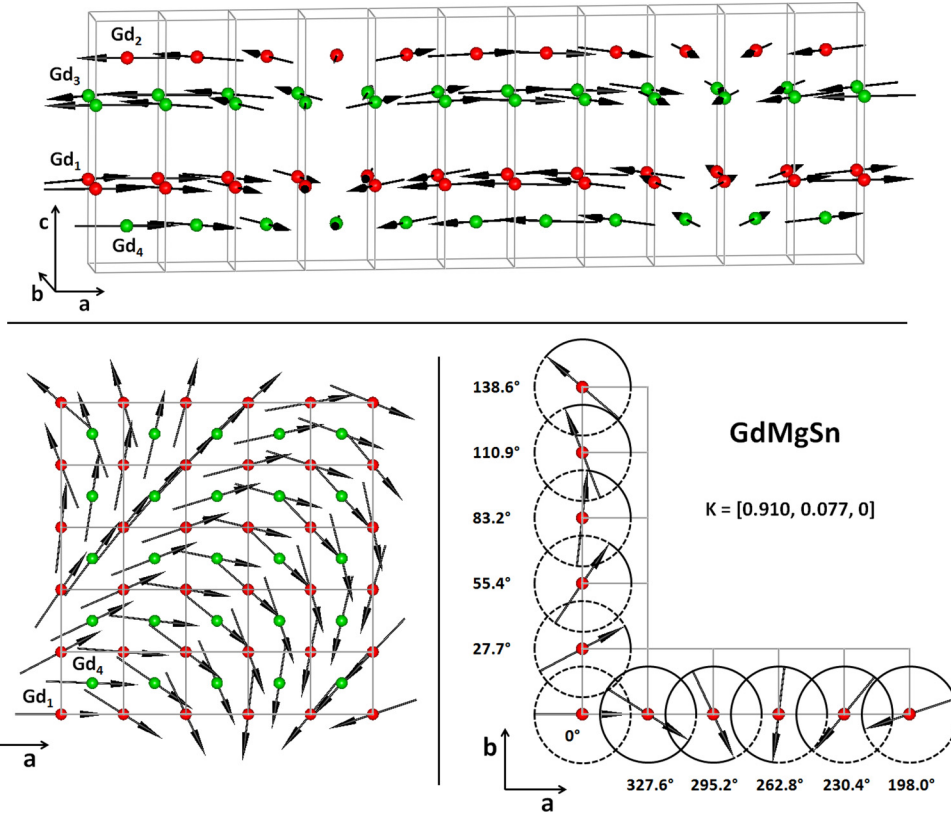 Gd2
Gd3
Gd1
c
Gd4
b
a
138.6°
110.9°
GdMgSn
83.2°
K = [0.910, 0.077, 0]
55.4°
27.7°
Gd4
Gd1
0°
a
b
a
327.6° 295.2° 262.8° 230.4° 198.0°